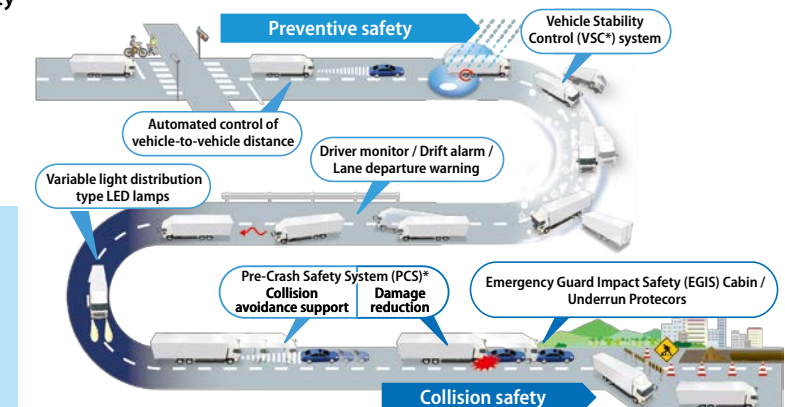 Preventive safety
Vehicle Stability
Control (VSC*) system
Automated control of
vehicle-to-vehicle distance
Driver monitor / Drift alarm /
Lane departure warning
Variable light distribution
type LED lamps
Pre-Crash Safety System (PCS)*
Collision
avoidance support
Damage
reduction
Emergency Guard Impact Safety (EGIS) Cabin /
Underrun Protecors
Collision safety